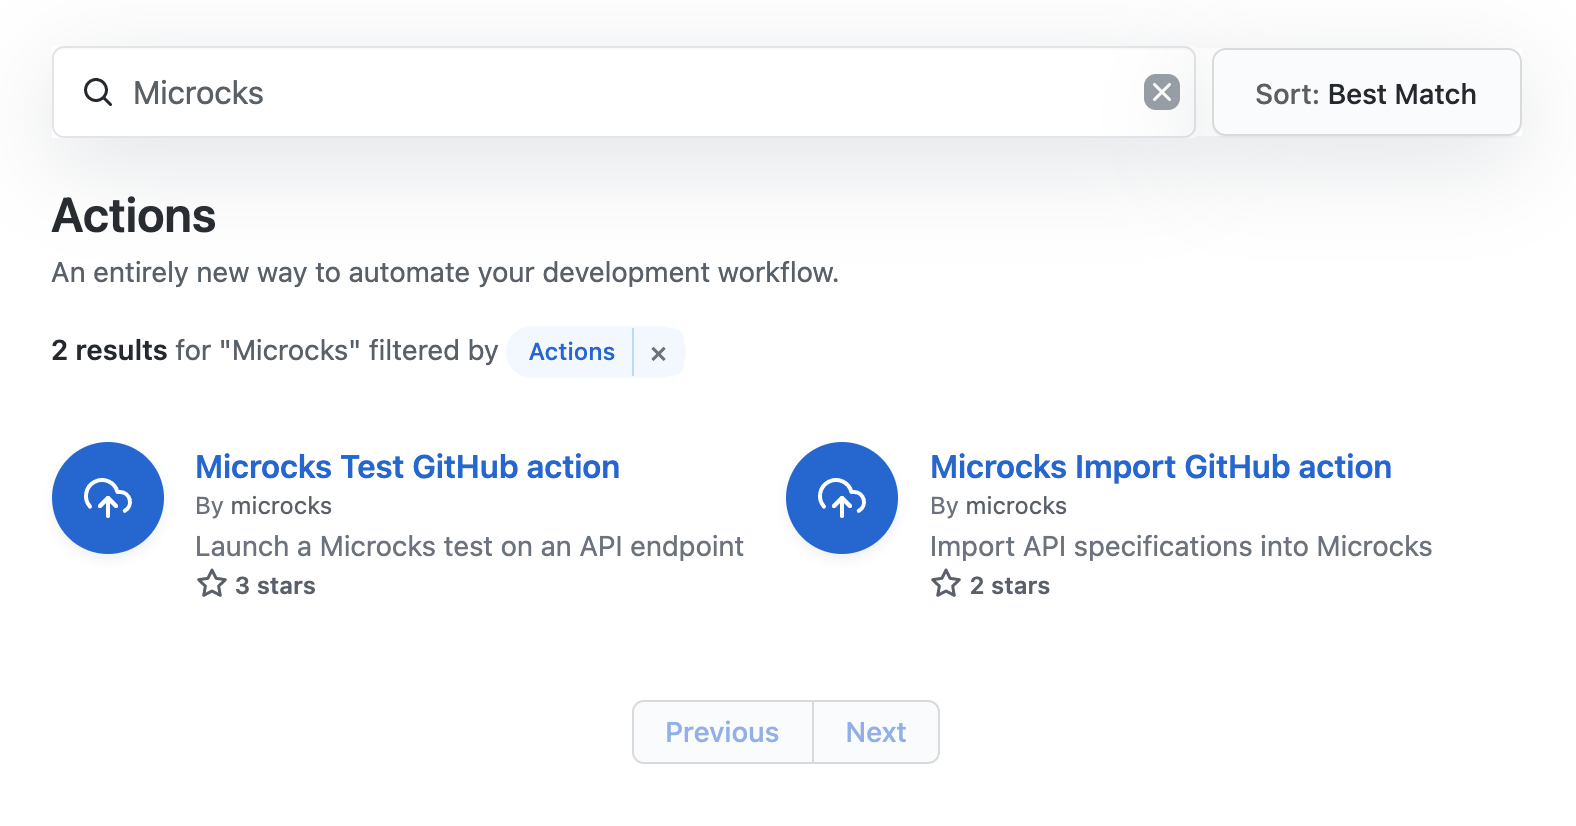 Microcks
Sort: Best Match
Actions
An entirely new way to automate your development workflow.
2 results for "Microcks" filtered by Actions ×
Microcks Test GitHub action
By microcks
Launch a Microcks test on an API endpoint
3 stars
Microcks Import GitHub action
By microcks
Import API specifications into Microcks
2 stars
Previous Next